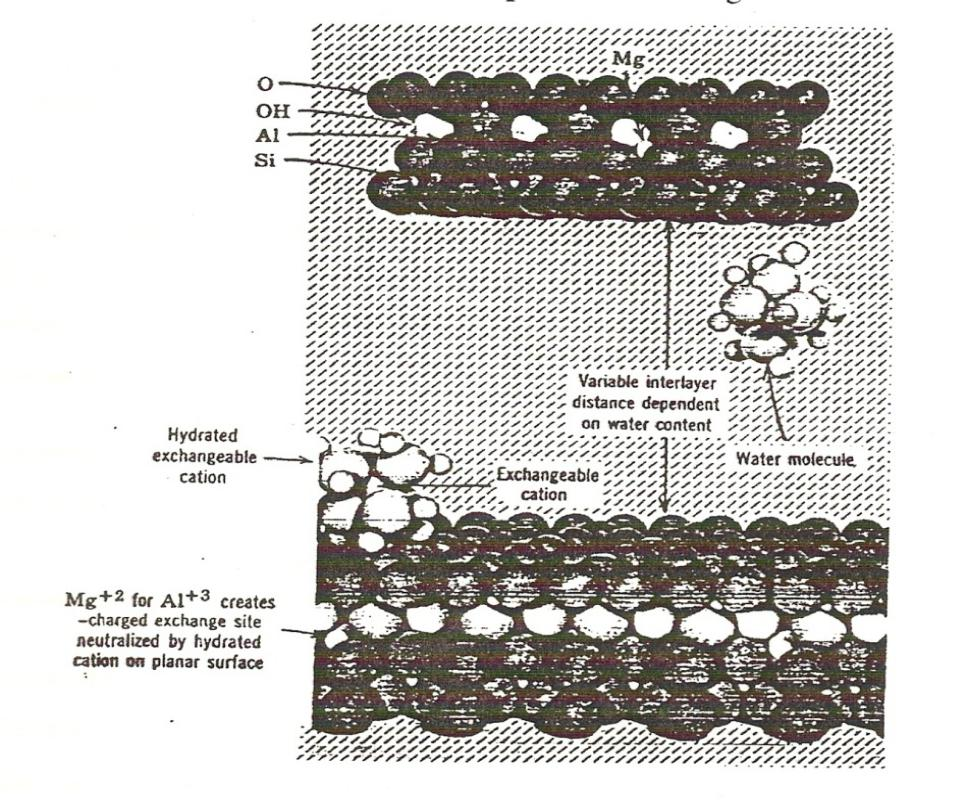 Mg
O
OH
Al
Si
Variable interlayer
distance dependent
on water content
Hydrated
exchangeable
cation
Exchangeable
cation
Water molecule
Mg+2 for Al+3 creates
-charged exchange site
neutralized by hydrated
cation on planar surface